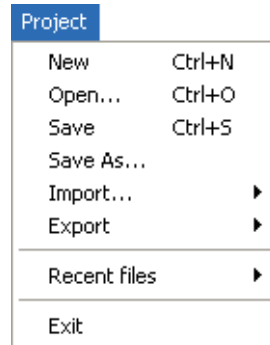 Project
New Ctrl+N
Open... Ctrl+O
Save Ctrl+S
Save As...
Import...
Export
Recent files
Exit